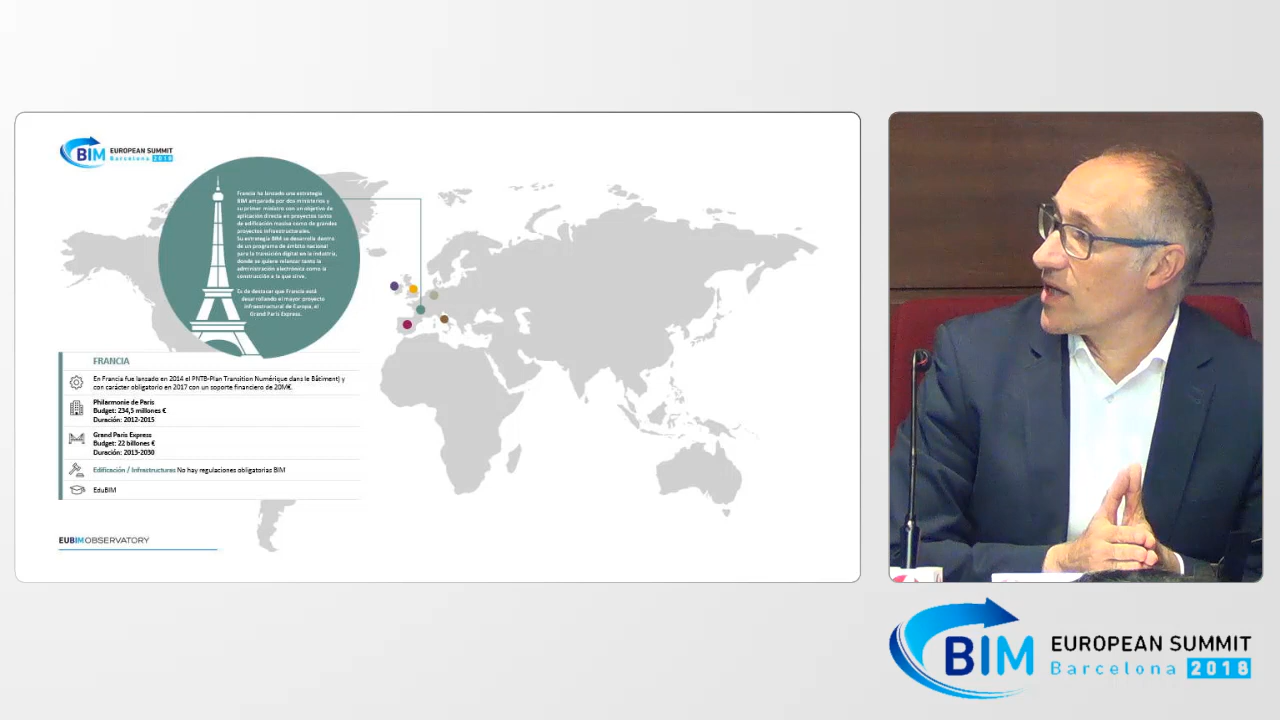 BIM EUROPEAN SUMMIT
Barcelona 2018
Francia ha lanzado una estrategia
BIM amparada por dos ministerios y
su primer ministro con un objetivo de
aplicación directa en proyectos tanto
de edificación masiva como de grandes
proyectos infraestructurales.
Su estrategia BIM se desarrolla dentro
de un programa de ámbito nacional
para la transición digital en la industria,
donde se quiere relanzar tanto la
administración electrónica como la
construcción a la que sirve.
Es de destacar que Francia está
desarrollando el mayor proyecto
infraestructural de Europa, el
Grand Paris Express.
FRANCIA
En Francia fue lanzado en 2014 el PNTB-Plan Transition Numérique dans le Bâtiment) y
con carácter obligatorio en 2017 con un soporte financiero de 20M€.
Philarmonie de Paris
Budget: 234,5 millones €
Duración: 2012-2015
Grand Paris Express
Budget: 22 billones €
Duración: 2013-2030
Edificación / Infrastructuras No hay regulaciones obligatorias BIM
EduBIM
EUBIMOBSERVATORY
BIM EUROPEAN SUMMIT
Barcelona 2018